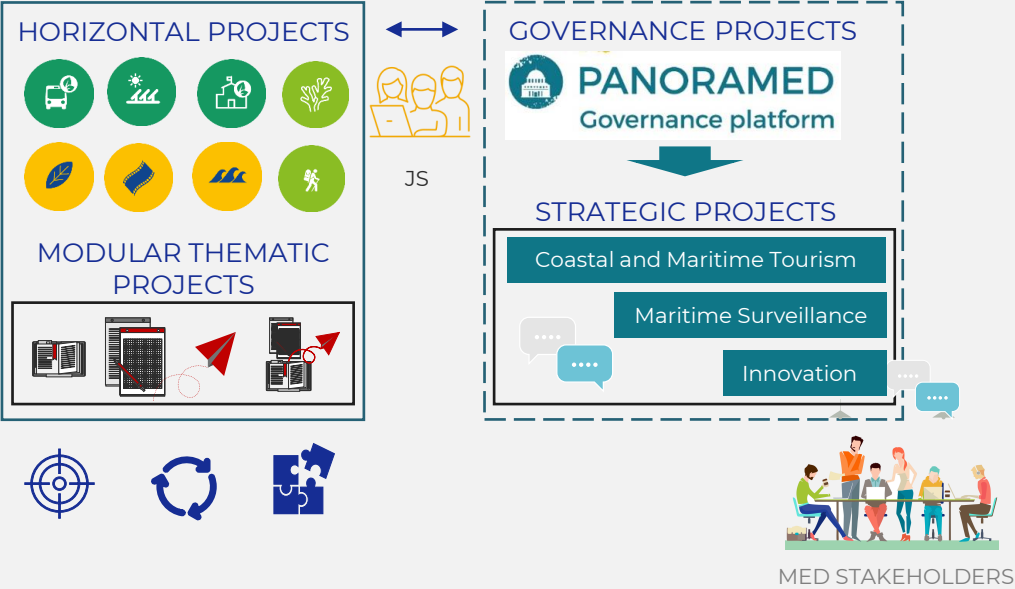 HORIZONTAL PROJECTS
MODULAR THEMATIC
PROJECTS
JS
GOVERNANCE PROJECTS
PANORAMED
Governance platform
STRATEGIC PROJECTS
Coastal and Maritime Tourism
Maritime Surveillance
Innovation
MED STAKEHOLDERS